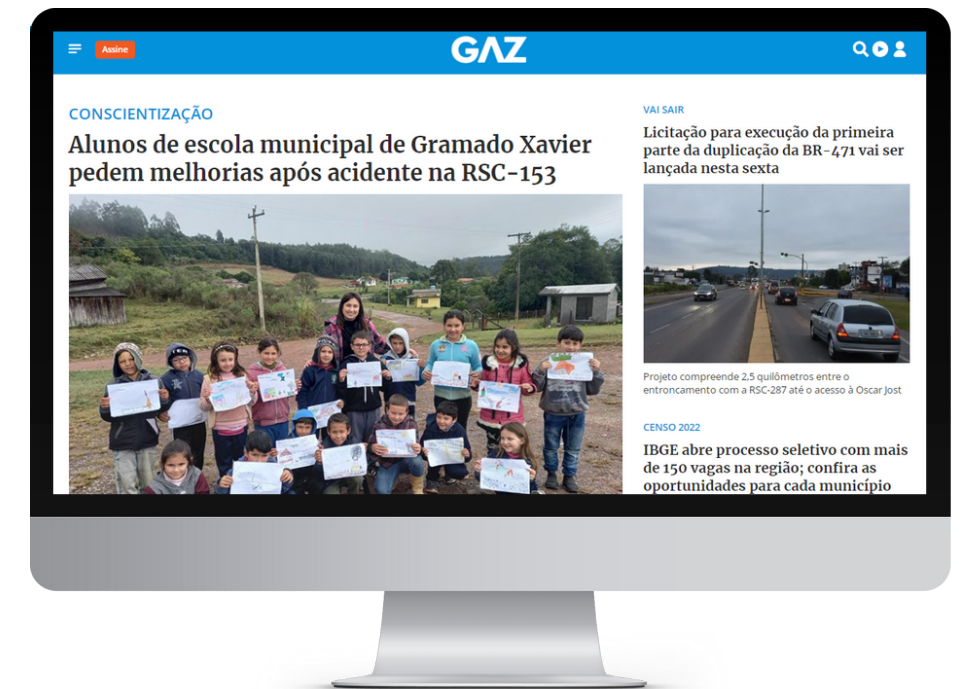 Assine
GAZ
CONSCIENTIZAÇÃO
Alunos de escola municipal de Gramado Xavier
pedem melhorias após acidente na RSC-153
VAI SAIR
Licitação para execução da primeira
parte da duplicação da BR-471 vai ser
lançada nesta sexta
Projeto compreende 2,5 quilômetros entre o
entroncamento com a RSC-287 até o acesso à Oscar Jost
CENSO 2022
IBGE abre processo seletivo com mais
de 150 vagas na região; confira as
oportunidades para cada município